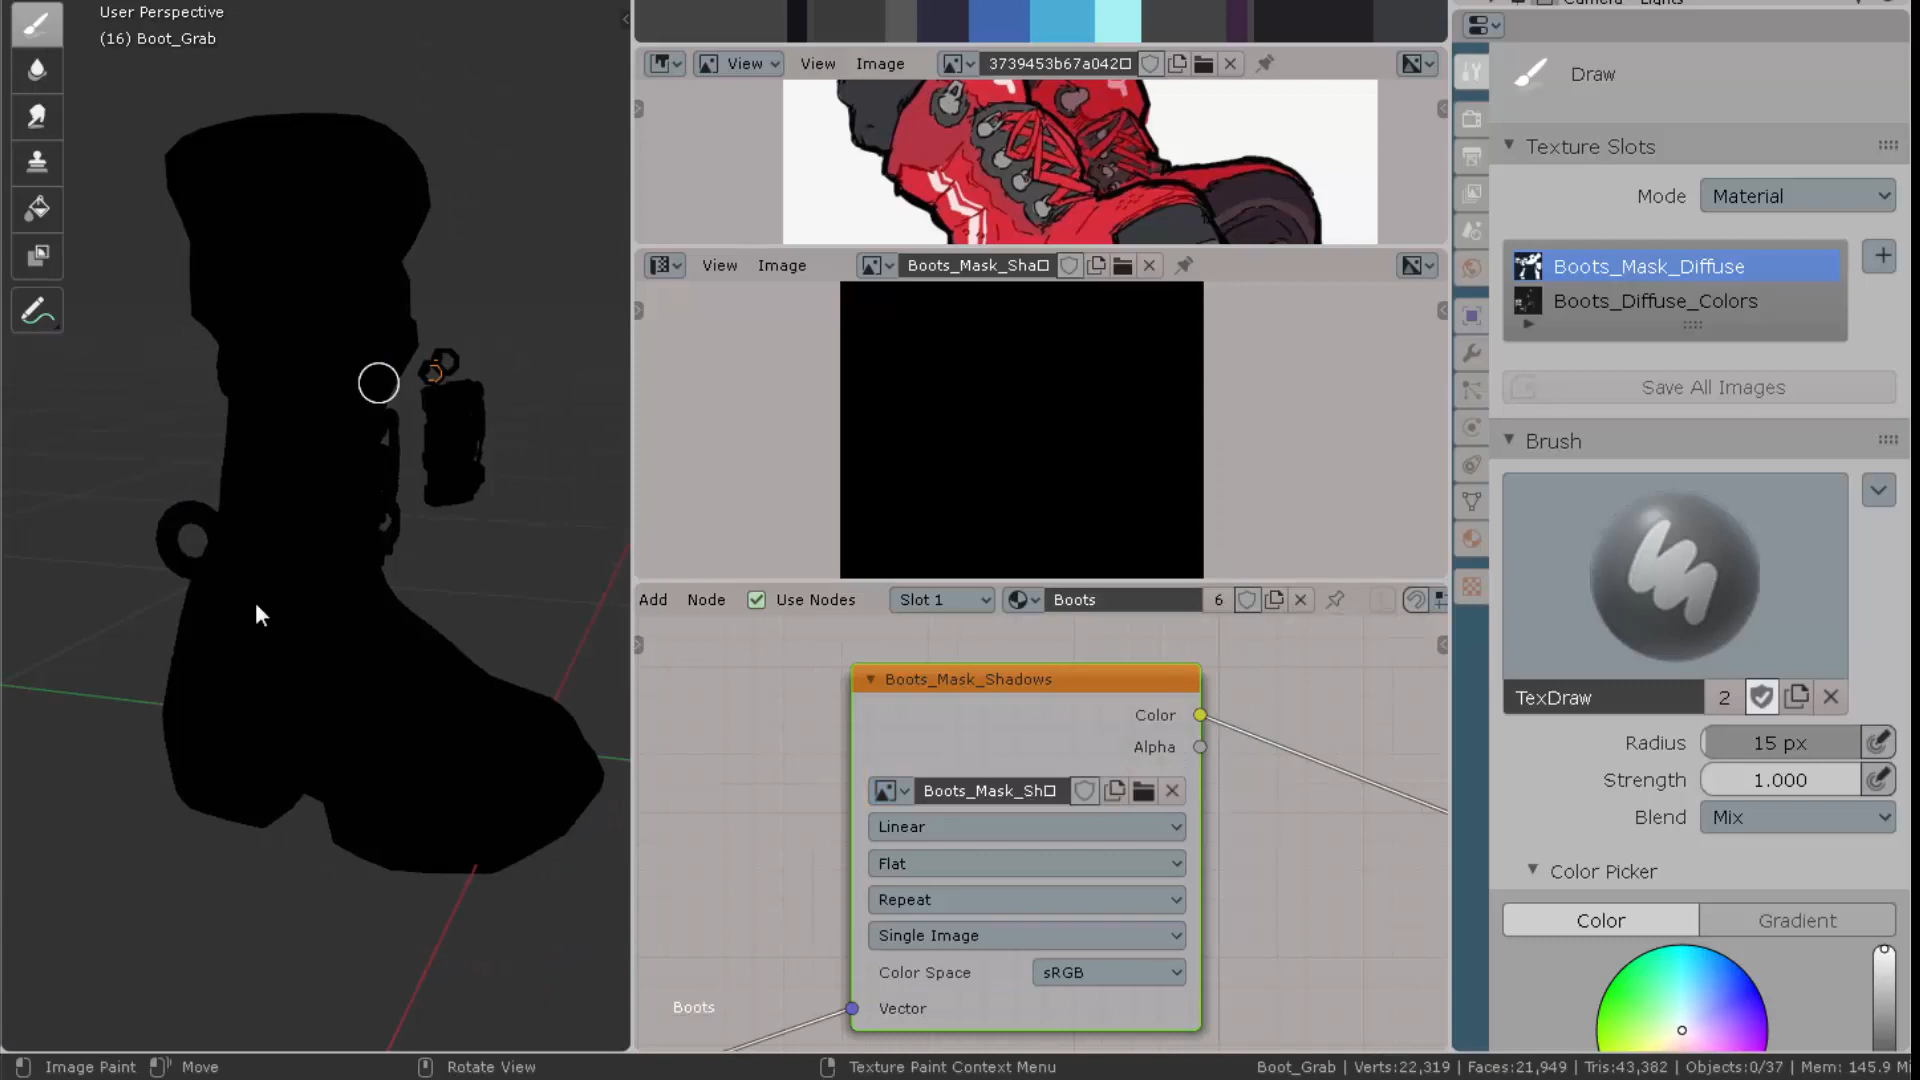 User Perspective
(16) Boot_Grab
View
View
Image
3739453b67a042
View
Image
Boots_Mask_Sha
Add
Node
Use Nodes
Slot 1
Boots
6
Boots_Mask_Shadows
Color
Alpha
Boots_Mask_Sh
Linear
Flat
Repeat
Single Image
Color Space
sRGB
Vector
Boots
Camera
Lights
Draw
Texture Slots
Mode
Material
Boots_Mask_Diffuse
Boots_Diffuse_Colors
Save All Images
Brush
TexDraw
2
Radius
15 px
Strength
1.000
Blend
Mix
Color Picker
Color
Gradient
Image Paint
Move
Rotate View
Texture Paint Context Menu
Boot_Grab | Verts:22,319 | Faces:21,949 | Tris:43,382 | Objects:0/37 | Mem: 145.9 M